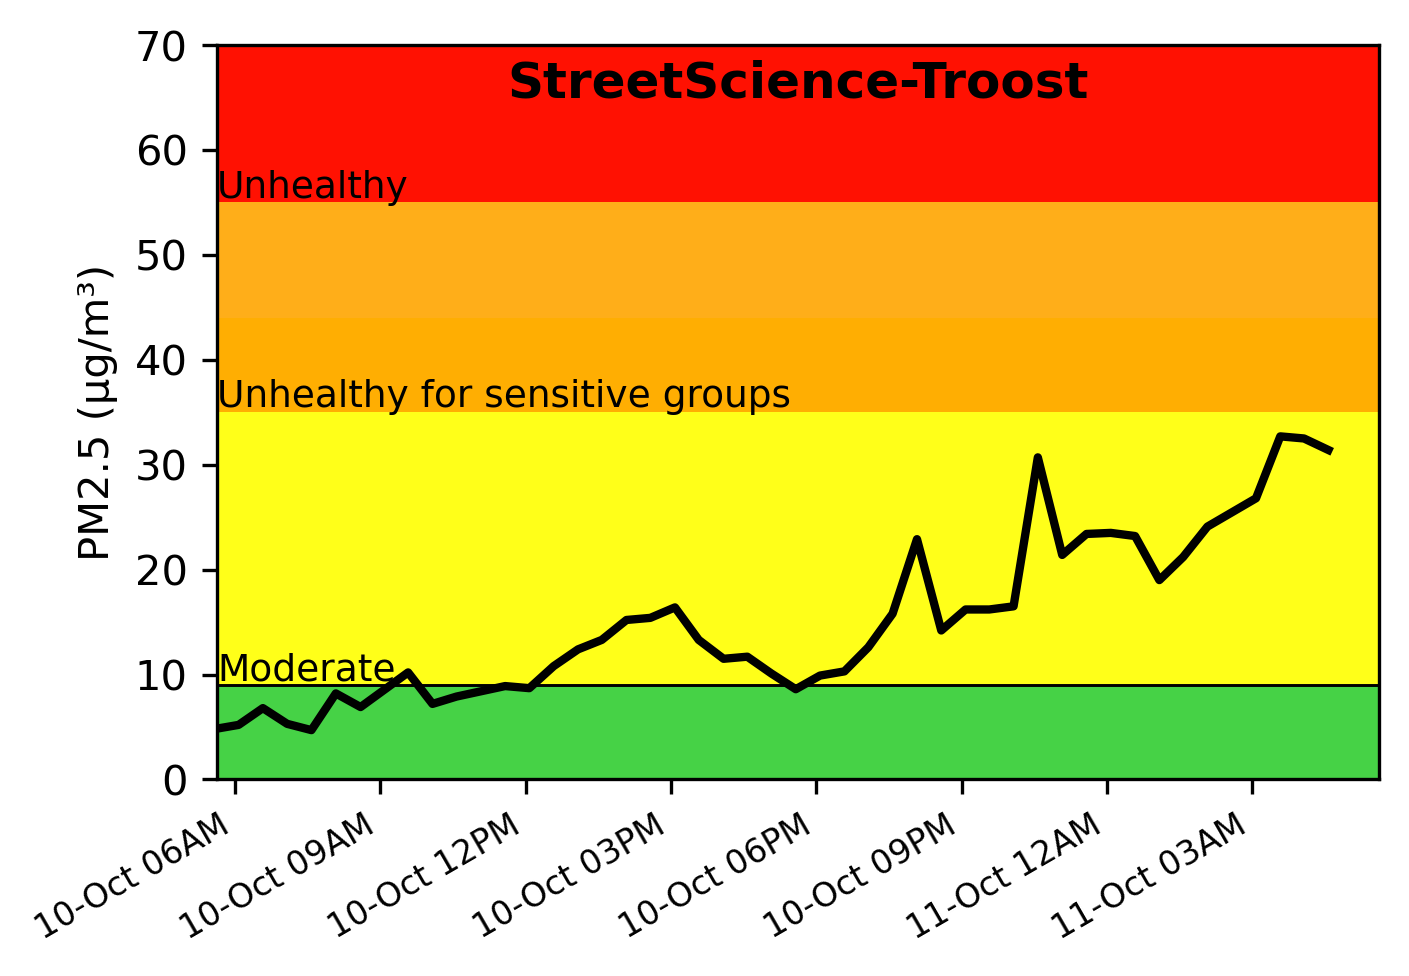 StreetScience-Troost
70
60
50
40
30
20
10
0
PM2.5 (µg/m³)
Unhealthy
Unhealthy for sensitive groups
Moderate
10-Oct 06AM
10-Oct 09AM
10-Oct 12PM
10-Oct 03PM
10-Oct 06PM
10-Oct 09PM
11-Oct 12AM
11-Oct 03AM